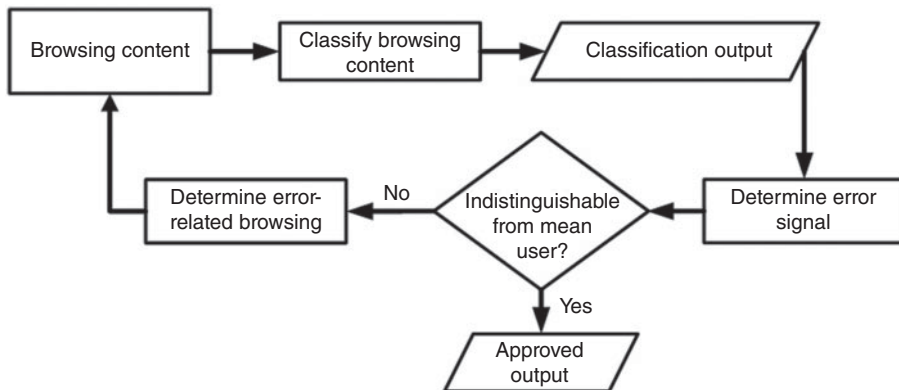 Browsing content
Classify browsing
content
Classification output
Determine error
signal
Indistinguishable
from mean
user?
No
Determine error-
related browsing
Yes
Approved
output